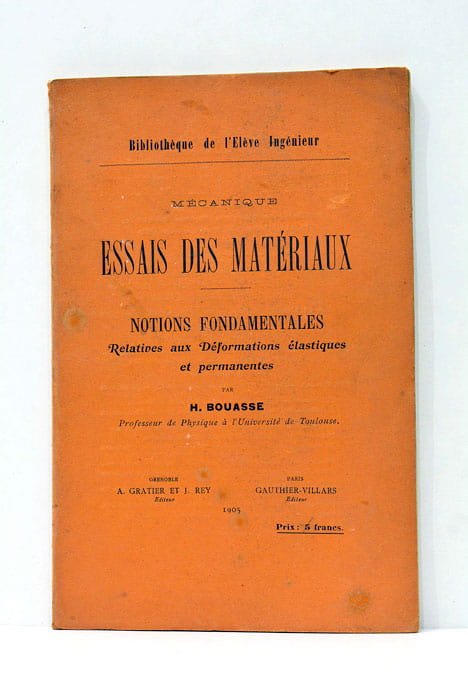 Bibliothèque de l'Elève Ingénieur
MÉCANIQUE
ESSAIS DES MATÉRIAUX
NOTIONS FONDAMENTALES
Relatives aux Déformations élastiques
et permanentes
PAR
H. BOUASSE
Professeur de Physique à l'Université de Toulouse.
GRENOBLE
A. GRATIER ET J. REY
Éditeur
PARIS
GAUTHIER-VILLARS
Éditeur
1905
Prix : 5 francs.